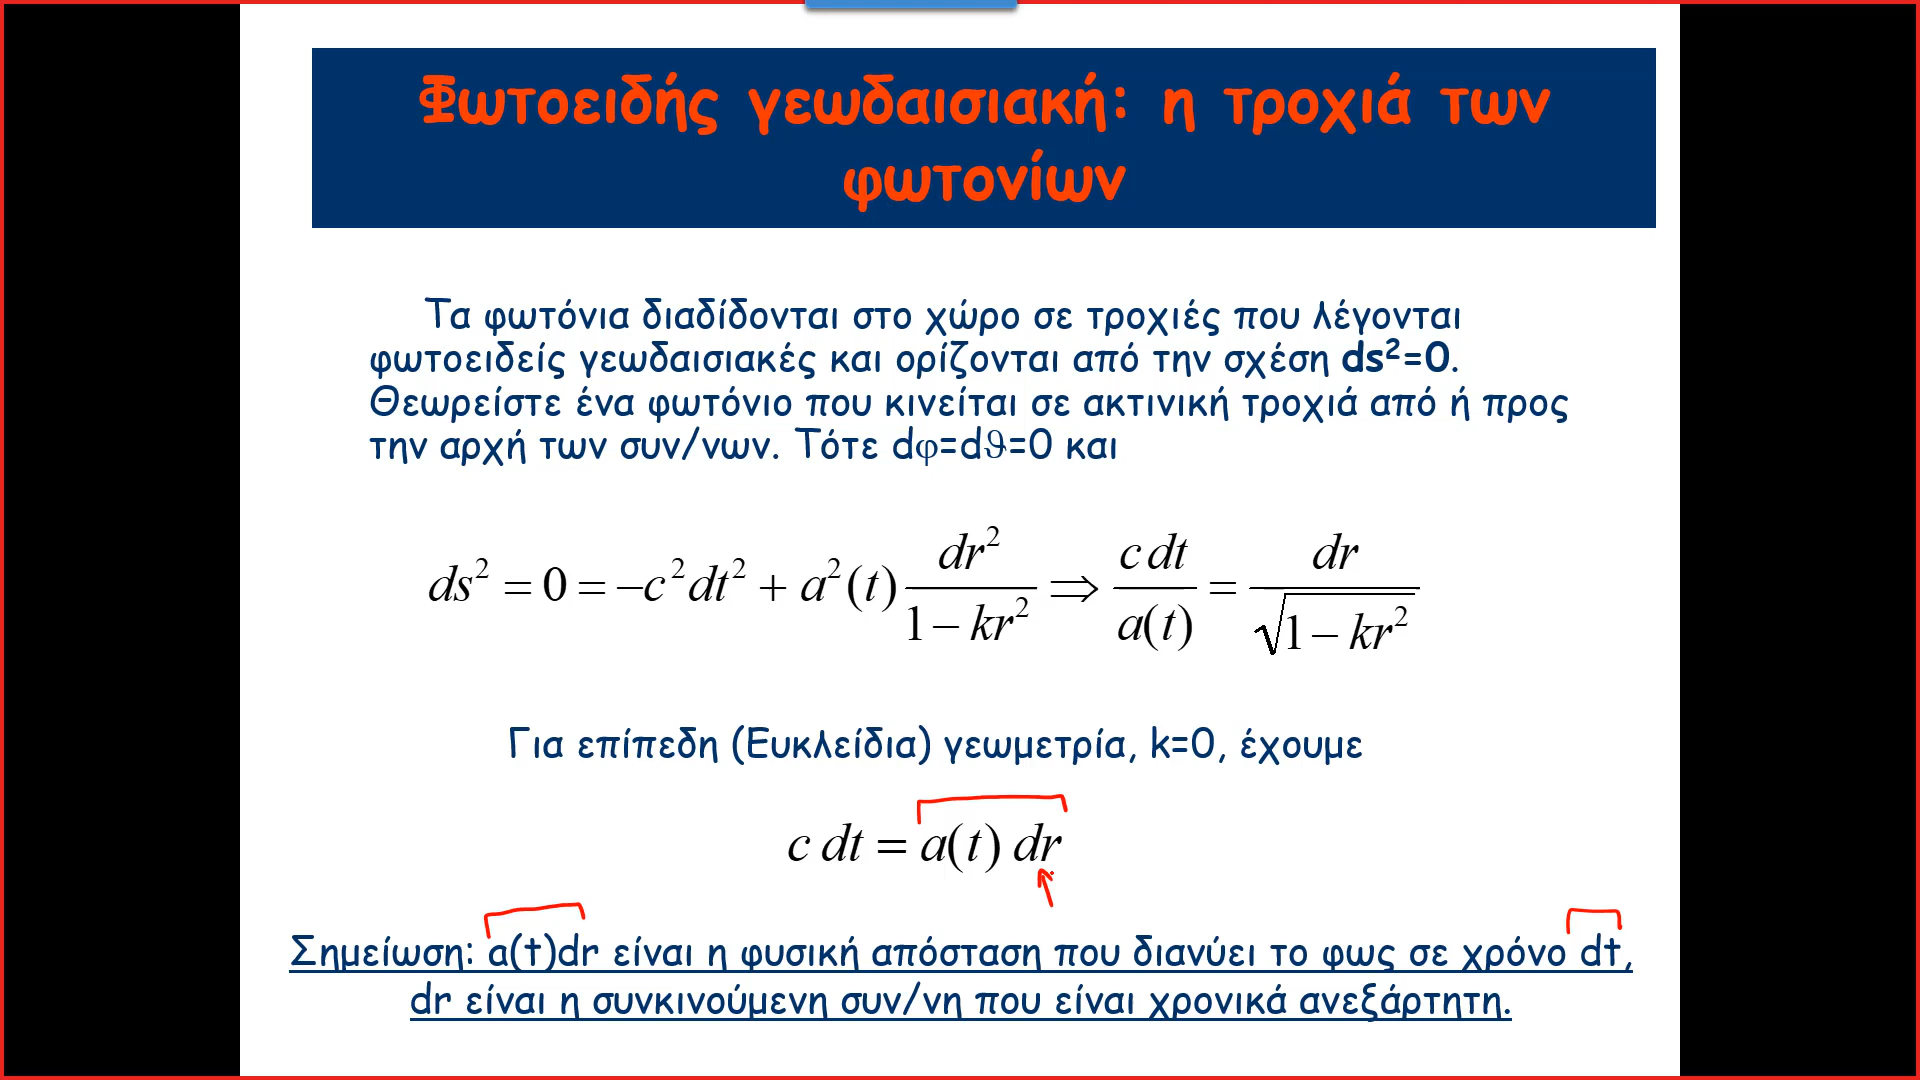 Φωτοειδής γεωδαισιακή: η τροχιά των
φωτονίων
Τα φωτόνια διαδίδονται στο χώρο σε τροχιές που λέγονται
φωτοειδείς γεωδαισιακές και ορίζονται από την σχέση ds²=0.
Θεωρείστε ένα φωτόνιο που κινείται σε ακτινική τροχιά από ή προς
την αρχή των συν/νων. Τότε dφ=dϑ=0 και
ds² = 0 = −c²dt² + a²(t) dr²/(1 − kr²) ⇒ c dt/a(t) = dr/√(1 − kr²)
Για επίπεδη (Ευκλείδια) γεωμετρία, k=0, έχουμε
c dt = a(t) dr
Σημείωση: a(t)dr είναι η φυσική απόσταση που διανύει το φως σε χρόνο dt,
dr είναι η συνκινούμενη συν/νη που είναι χρονικά ανεξάρτητη.